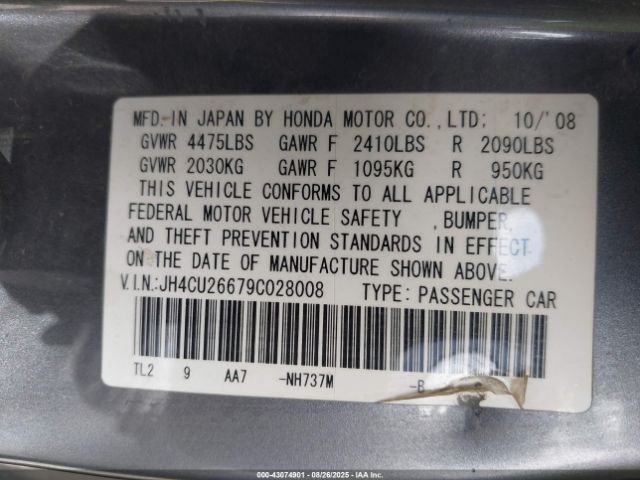 MFD. IN JAPAN BY HONDA MOTOR CO., LTD: 10/'08
GVWR 4475LBS GAWR F 2410LBS R 2090LBS
GVWR 2030KG GAWR F 1095KG R 950KG
THIS VEHICLE CONFORMS TO ALL APPLICABLE
FEDERAL MOTOR VEHICLE SAFETY , BUMPER,
AND THEFT PREVENTION STANDARDS IN EFFECT
ON THE DATE OF MANUFACTURE SHOWN ABOVE.
V.I.N.:JH4CU26679C028008 TYPE: PASSENGER CAR
TL2 9 AA7 -NH737M -B
000-43074901 - 08/26/2025 - IAAI.COM